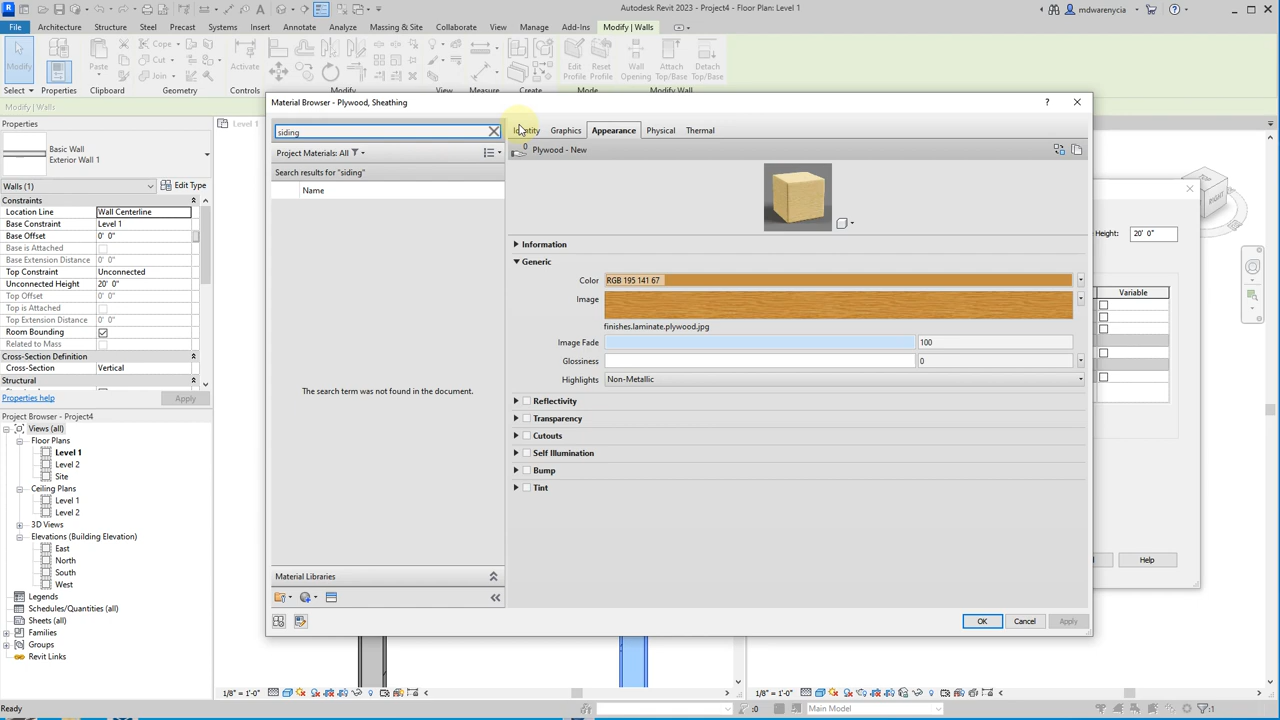 Autodesk Revit 2023 - Project4 - Floor Plan: Level 1
mdwarenycia
File
Architecture
Structure
Steel
Precast
Systems
Insert
Annotate
Analyze
Massing & Site
Collaborate
View
Manage
Add-Ins
Modify | Walls
Modify
Properties
Paste
Cope
Cut
Join
Activate
Edit Profile
Reset Profile
Wall Opening
Attach Top/Base
Detach Top/Base
Select
Properties
Clipboard
Geometry
Controls
Modify
View
Measure
Create
Mode
Modify Wall
Modify | Walls
Properties
Basic Wall
Exterior Wall 1
Walls (1)
Edit Type
Constraints
Location Line Wall Centerline
Base Constraint Level 1
Base Offset 0' 0"
Base is Attached
Base Extension Distance 0' 0"
Top Constraint Unconnected
Unconnected Height 20' 0"
Top Offset 0' 0"
Top is Attached
Top Extension Distance 0' 0"
Room Bounding
Related to Mass
Cross-Section Definition
Cross-Section Vertical
Structural
Properties help
Apply
Project Browser - Project4
Views (all)
Floor Plans
Level 1
Level 2
Site
Ceiling Plans
Level 1
Level 2
3D Views
Elevations (Building Elevation)
East
North
South
West
Legends
Schedules/Quantities (all)
Sheets (all)
Families
Groups
Revit Links
Level 1
Material Browser - Plywood, Sheathing
?
siding
Project Materials: All
Search results for "siding"
Name
The search term was not found in the document.
Material Libraries
Identity
Graphics
Appearance
Physical
Thermal
0
Plywood - New
Information
Generic
Color RGB 195 141 67
Image
finishes.laminate.plywood.jpg
Image Fade 100
Glossiness 0
Highlights Non-Metallic
Reflectivity
Transparency
Cutouts
Self Illumination
Bump
Tint
OK
Cancel
Apply
RIGHT
Height: 20' 0"
Variable
Help
1/8" = 1'-0"
1/8" = 1'-0"
Ready
:0
Main Model
:1